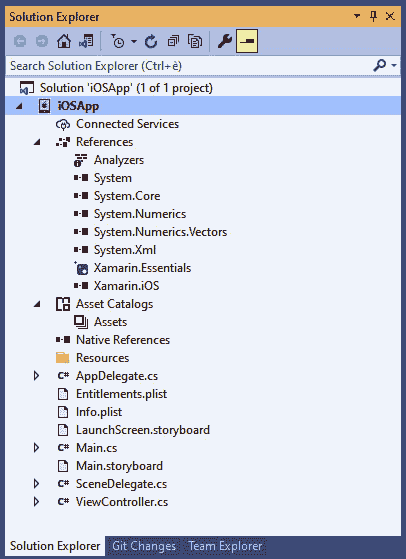 Solution Explorer
Search Solution Explorer (Ctrl+è)
Solution 'iOSApp' (1 of 1 project)
iOSApp
Connected Services
References
Analyzers
System
System.Core
System.Numerics
System.Numerics.Vectors
System.Xml
Xamarin.Essentials
Xamarin.iOS
Asset Catalogs
Assets
Native References
Resources
C# AppDelegate.cs
Entitlements.plist
Info.plist
LaunchScreen.storyboard
C# Main.cs
Main.storyboard
C# SceneDelegate.cs
C# ViewController.cs
Solution Explorer Git Changes Team Explorer